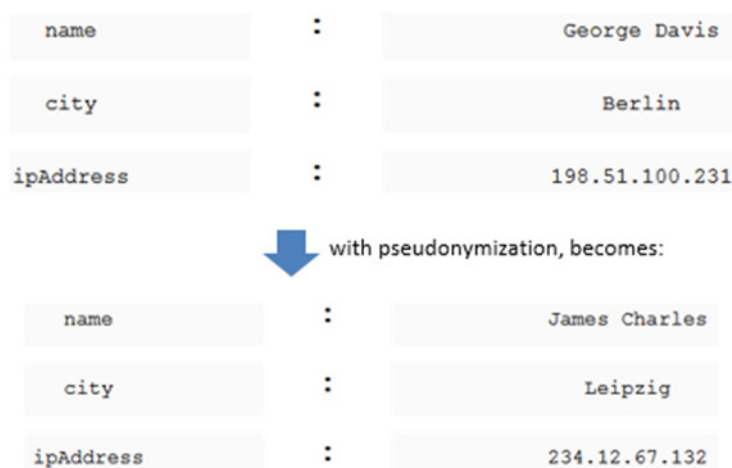 name : George Davis
city : Berlin
ipAddress : 198.51.100.231
with pseudonymization, becomes:
name : James Charles
city : Leipzig
ipAddress : 234.12.67.132